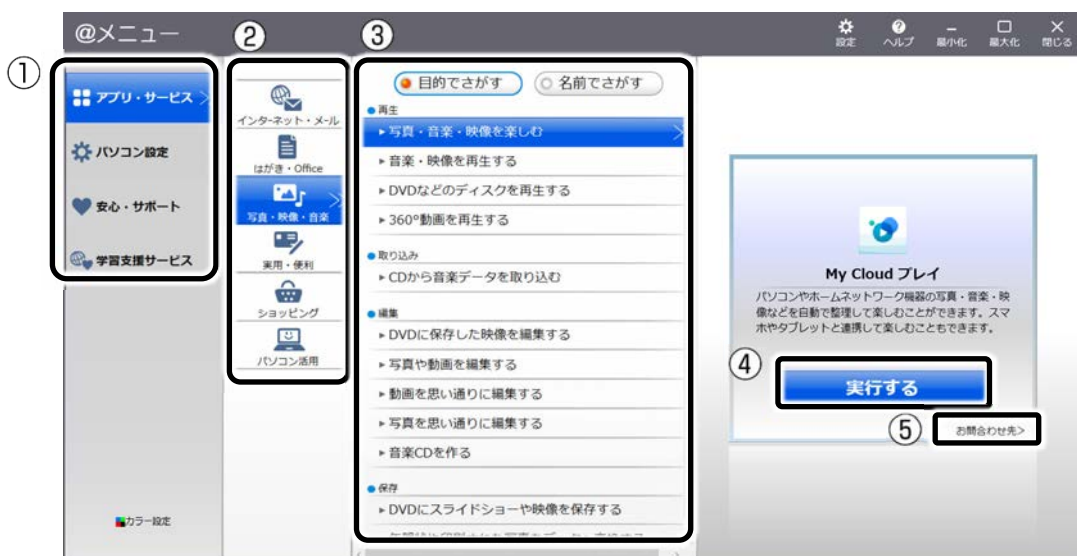 @メニュー
設定
ヘルプ
最小化
最大化
閉じる
①
アプリ・サービス
パソコン設定
安心・サポート
学習支援サービス
カラー設定
②
インターネット・メール
はがき・Office
写真・映像・音楽
実用・便利
ショッピング
パソコン活用
③
目的でさがす
名前でさがす
再生
写真・音楽・映像を楽しむ
音楽・映像を再生する
DVDなどのディスクを再生する
360°動画を再生する
取り込み
CDから音楽データを取り込む
編集
DVDに保存した映像を編集する
写真や動画を編集する
動画を思い通りに編集する
写真を思い通りに編集する
音楽CDを作る
保存
DVDにスライドショーや映像を保存する
My Cloud プレイ
パソコンやホームネットワーク機器の写真・音楽・映
像などを自動で整理して楽しむことができます。スマ
ホやタブレットと連携して楽しむこともできます。
④
実行する
⑤
お問合わせ先>